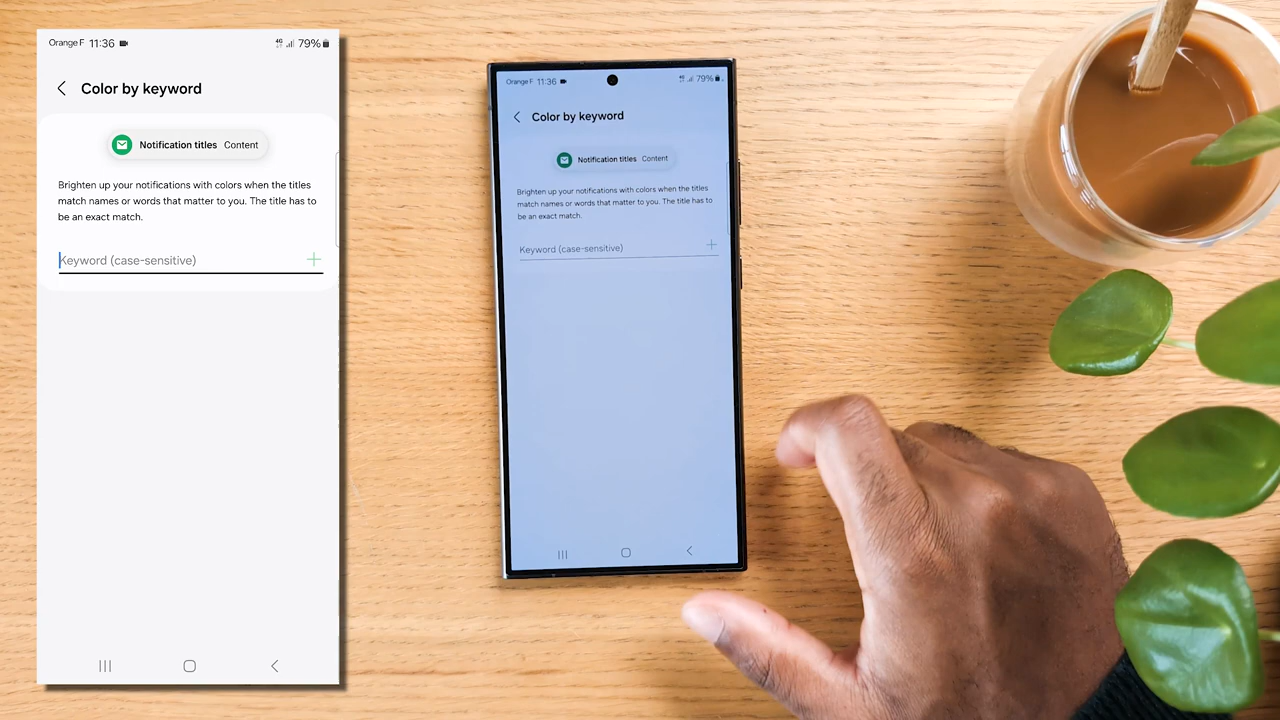 Orange F 11:36 4G 79%
Color by keyword
Notification titles Content
Brighten up your notifications with colors when the titles
match names or words that matter to you. The title has to
be an exact match.
Keyword (case-sensitive)
Orange F 11:36 79%
Color by keyword
Notification titles Content
Brighten up your notifications with colors when the titles
match names or words that matter to you. The title has to
be an exact match.
Keyword (case-sensitive)